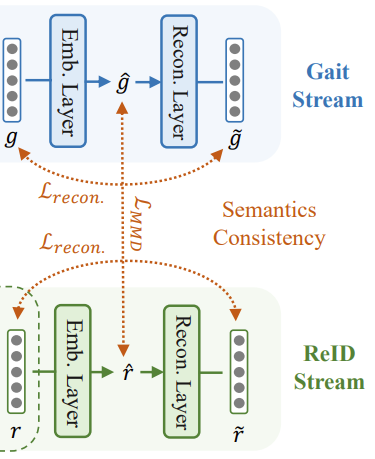 Emb. Layer
ĝ
Recon. Layer
Gait
Stream
g
g̃
ℒrecon.
ℒMMD
Semantics
Consistency
ℒrecon.
Emb. Layer
r̂
Recon. Layer
ReID
Stream
r
r̃